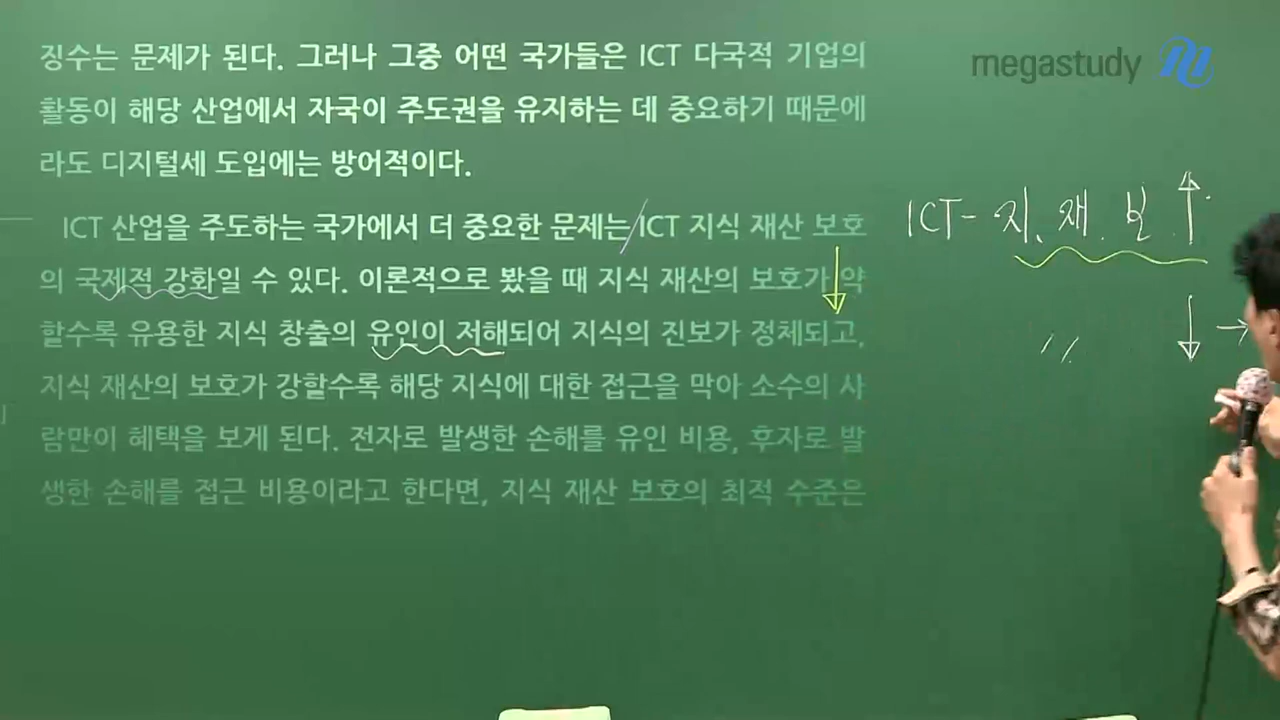 징수는 문제가 된다. 그러나 그중 어떤 국가들은 ICT 다국적 기업의
활동이 해당 산업에서 자국이 주도권을 유지하는 데 중요하기 때문에
라도 디지털세 도입에는 방어적이다.
ICT 산업을 주도하는 국가에서 더 중요한 문제는 ICT 지식 재산 보호
의 국제적 강화일 수 있다. 이론적으로 봤을 때 지식 재산의 보호가 약
할수록 유용한 지식 창출의 유인이 저해되어 지식의 진보가 정체되고,
지식 재산의 보호가 강할수록 해당 지식에 대한 접근을 막아 소수의 사
람만이 혜택을 보게 된다. 전자로 발생한 손해를 유인 비용, 후자로 발
생한 손해를 접근 비용이라고 한다면, 지식 재산 보호의 최적 수준은
megastudy
ICT - 지. 재. 보 ↑
〃 ↓ →